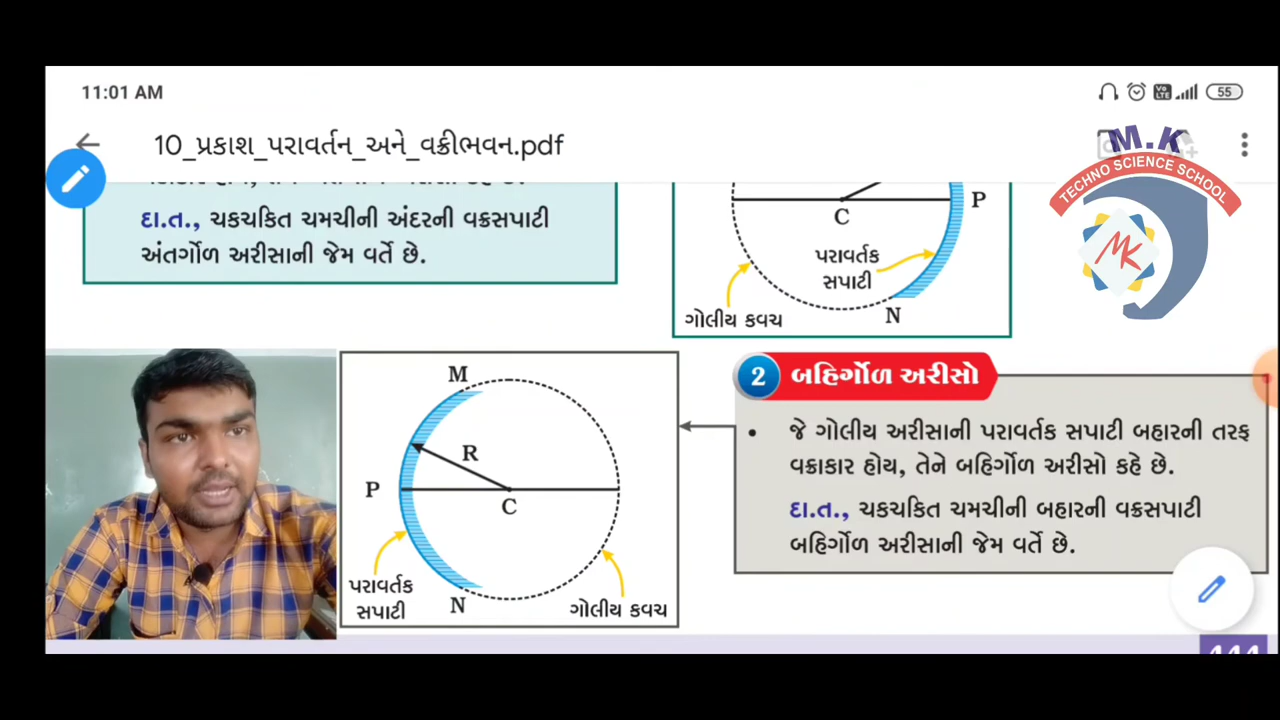 11:01 AM
Vo LTE
55
10_પ્રકાશ_પરાવર્તન_અને_વક્રીભવન.pdf
M.K
TECHNO SCIENCE SCHOOL
MK
દા.ત., ચકચકિત ચમચીની અંદરની વક્રસપાટી
અંતર્ગોળ અરીસાની જેમ વર્તે છે.
C
P
પરાવર્તક
સપાટી
N
ગોલીય કવચ
M
R
P
C
પરાવર્તક
સપાટી
N
ગોલીય કવચ
2 બહિર્ગોળ અરીસો
• જે ગોલીય અરીસાની પરાવર્તક સપાટી બહારની તરફ
વક્રાકાર હોય, તેને બહિર્ગોળ અરીસો કહે છે.
દા.ત., ચકચકિત ચમચીની બહારની વક્રસપાટી
બહિર્ગોળ અરીસાની જેમ વર્તે છે.